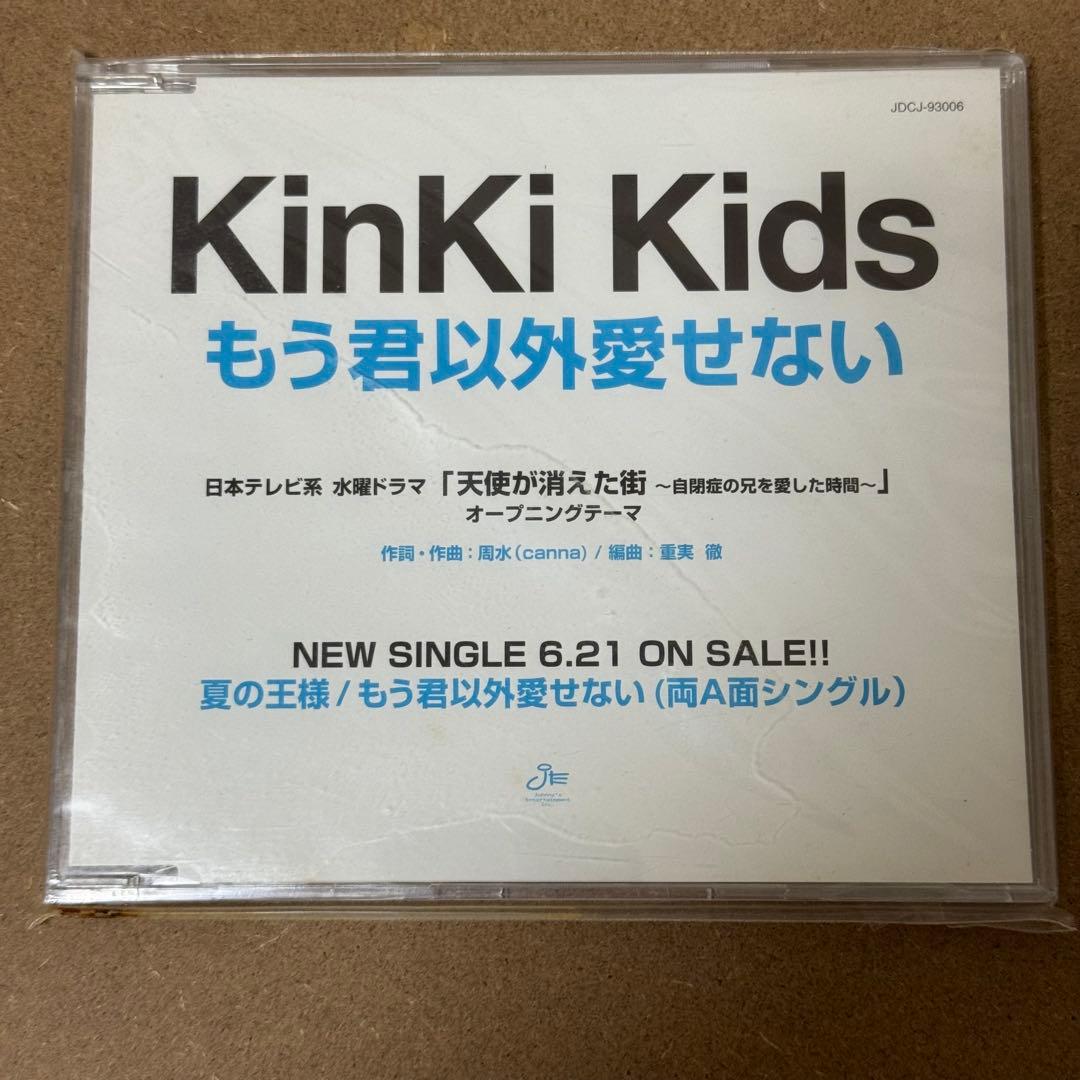 JDCJ-93006
KinKi Kids
もう君以外愛せない
日本テレビ系 水曜ドラマ「天使が消えた街 ~自閉症の兄を愛した時間~」
オープニングテーマ
作詞・作曲:周水(canna) / 編曲:重実 徹
NEW SINGLE 6.21 ON SALE!!
夏の王様 / もう君以外愛せない (両A面シングル)
JE
Johnny's
Entertainment
Inc.